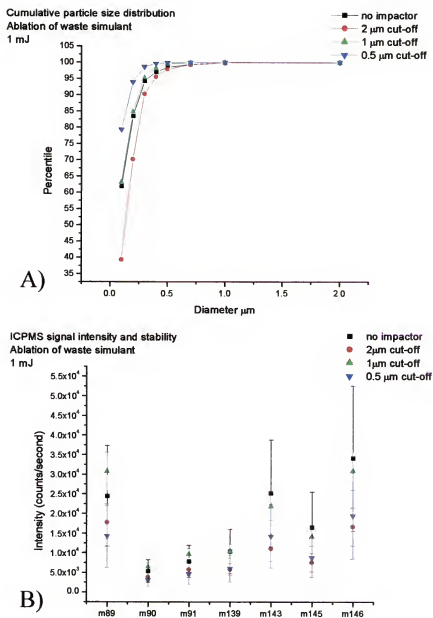 Cumulative particle size distribution
Ablation of waste simulant
1 mJ
no impactor
2 μm cut-off
1 μm cut-off
0.5 μm cut-off
105
100
95
90
85
80
75
70
65
60
55
50
45
40
35
Percentile
0.0
0.5
1.0
1.5
2.0
Diameter μm
A)
ICPMS signal intensity and stability
Ablation of waste simulant
1 mJ
no impactor
2μm cut-off
1μm cut-off
0.5 μm cut-off
5.5x10⁴
5.0x10⁴
4.5x10⁴
4.0x10⁴
3.5x10⁴
3.0x10⁴
2.5x10⁴
2.0x10⁴
1.5x10⁴
1.0x10⁴
5.0x10³
0.0
Intensity (counts/second)
m89
m90
m91
m139
m143
m145
m146
B)